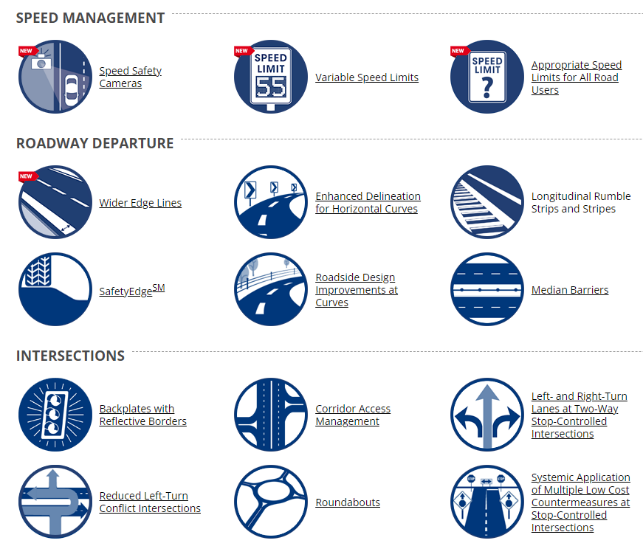 SPEED MANAGEMENT
NEW
Speed Safety
Cameras
NEW
SPEED
LIMIT
55
Variable Speed Limits
NEW
SPEED
LIMIT
?
Appropriate Speed
Limits for All Road
Users
ROADWAY DEPARTURE
NEW
Wider Edge Lines
Enhanced Delineation
for Horizontal Curves
Longitudinal Rumble
Strips and Stripes
SafetyEdgeSM
Roadside Design
Improvements at
Curves
Median Barriers
INTERSECTIONS
Backplates with
Reflective Borders
Corridor Access
Management
Left- and Right-Turn
Lanes at Two-Way
Stop-Controlled
Intersections
Reduced Left-Turn
Conflict Intersections
Roundabouts
Systemic Application
of Multiple Low Cost
Countermeasures at
Stop-Controlled
Intersections